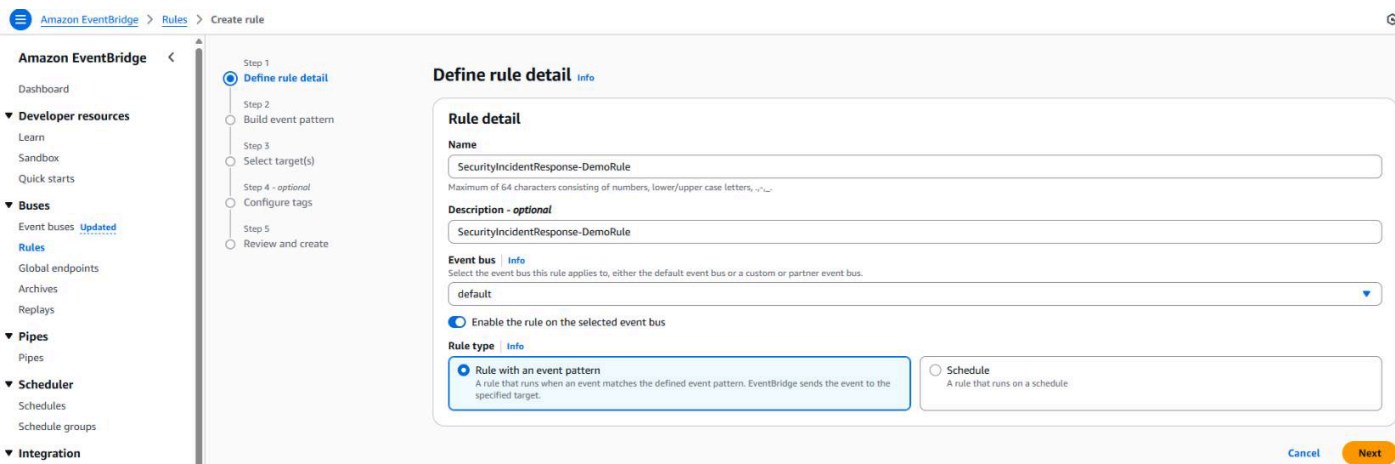 Amazon EventBridge > Rules > Create rule
Amazon EventBridge
Dashboard
Developer resources
Learn
Sandbox
Quick starts
Buses
Event buses Updated
Rules
Global endpoints
Archives
Replays
Pipes
Pipes
Scheduler
Schedules
Schedule groups
Integration
Step 1
Define rule detail
Step 2
Build event pattern
Step 3
Select target(s)
Step 4 - optional
Configure tags
Step 5
Review and create
Define rule detail Info
Rule detail
Name
SecurityIncidentResponse-DemoRule
Maximum of 64 characters consisting of numbers, lower/upper case letters, .,-,_.
Description - optional
SecurityIncidentResponse-DemoRule
Event bus Info
Select the event bus this rule applies to, either the default event bus or a custom or partner event bus.
default
Enable the rule on the selected event bus
Rule type Info
Rule with an event pattern
A rule that runs when an event matches the defined event pattern. EventBridge sends the event to the
specified target.
Schedule
A rule that runs on a schedule
Cancel
Next